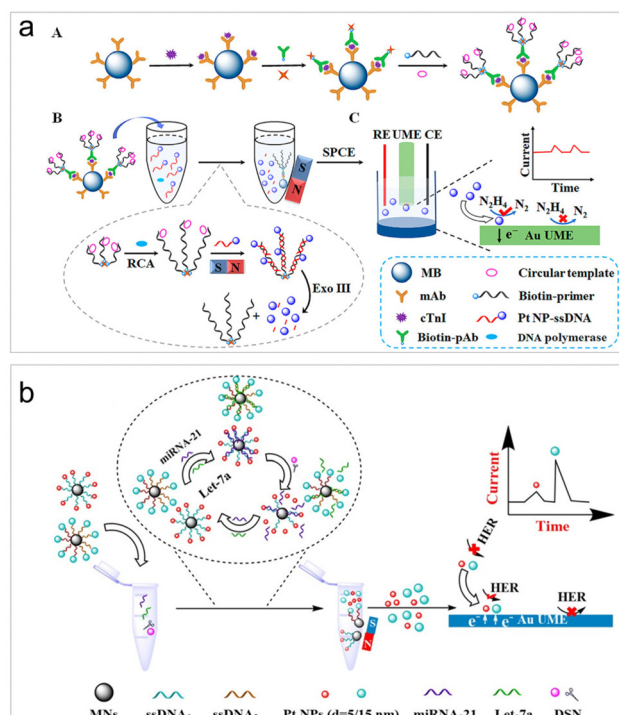 a
A
B
C
S
N
SPCE
RE UME CE
Current
Time
N₂H₄ N₂
N₂H₄ N₂
e⁻ Au UME
RCA
S N
Exo III
+
MB
Circular template
mAb
Biotin-primer
cTnI
Pt NP-ssDNA
Biotin-pAb
DNA polymerase
b
miRNA-21
Let-7a
Current
Time
HER
HER
HER
S
e⁻ e⁻ Au UME
MNs
Pt NPs (d=5/15 nm)
miRNA-21
Let-7a
DSN